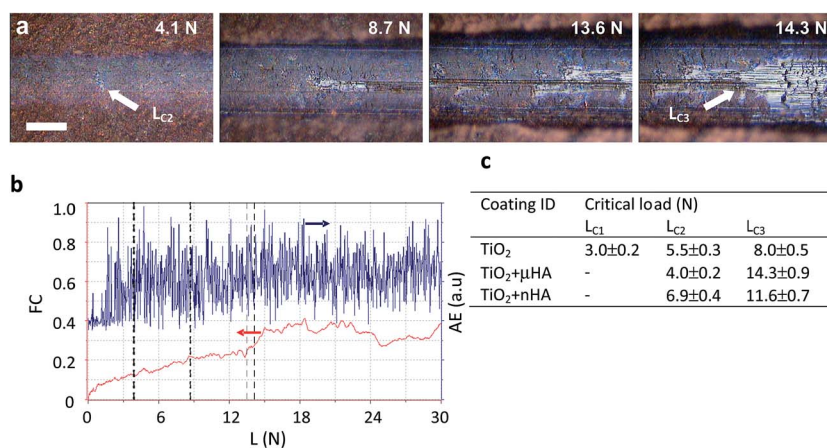 a
4.1 N
8.7 N
13.6 N
14.3 N
LC2
LC3
b
FC
1.0
0.8
0.6
0.4
0.2
0
0 6 12 18 24 30
L (N)
AE (a.u)
c
Coating ID Critical load (N)
LC1 LC2 LC3
TiO2 3.0±0.2 5.5±0.3 8.0±0.5
TiO2+μHA - 4.0±0.2 14.3±0.9
TiO2+nHA - 6.9±0.4 11.6±0.7